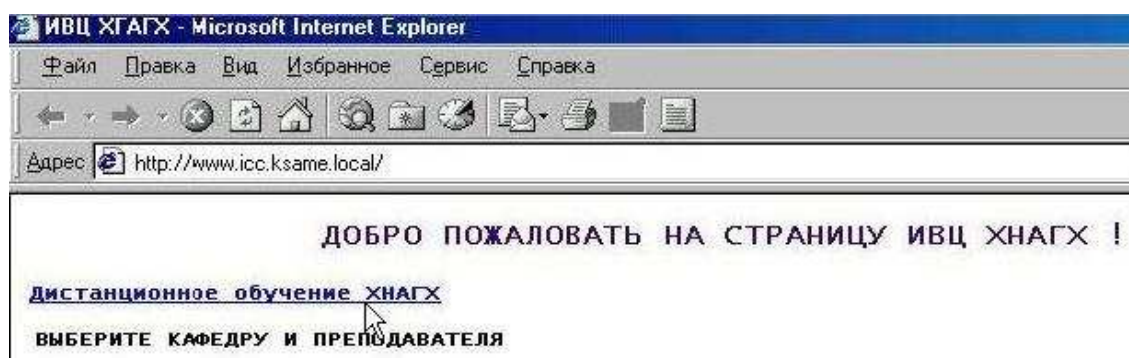 ИВЦ ХГАГХ - Microsoft Internet Explorer
Файл Правка Вид Избранное Сервис Справка
Адрес http://www.icc.ksame.local/
ДОБРО ПОЖАЛОВАТЬ НА СТРАНИЦУ ИВЦ ХНАГХ !
Дистанционное обучение ХНАГХ
ВЫБЕРИТЕ КАФЕДРУ И ПРЕПОДАВАТЕЛЯ